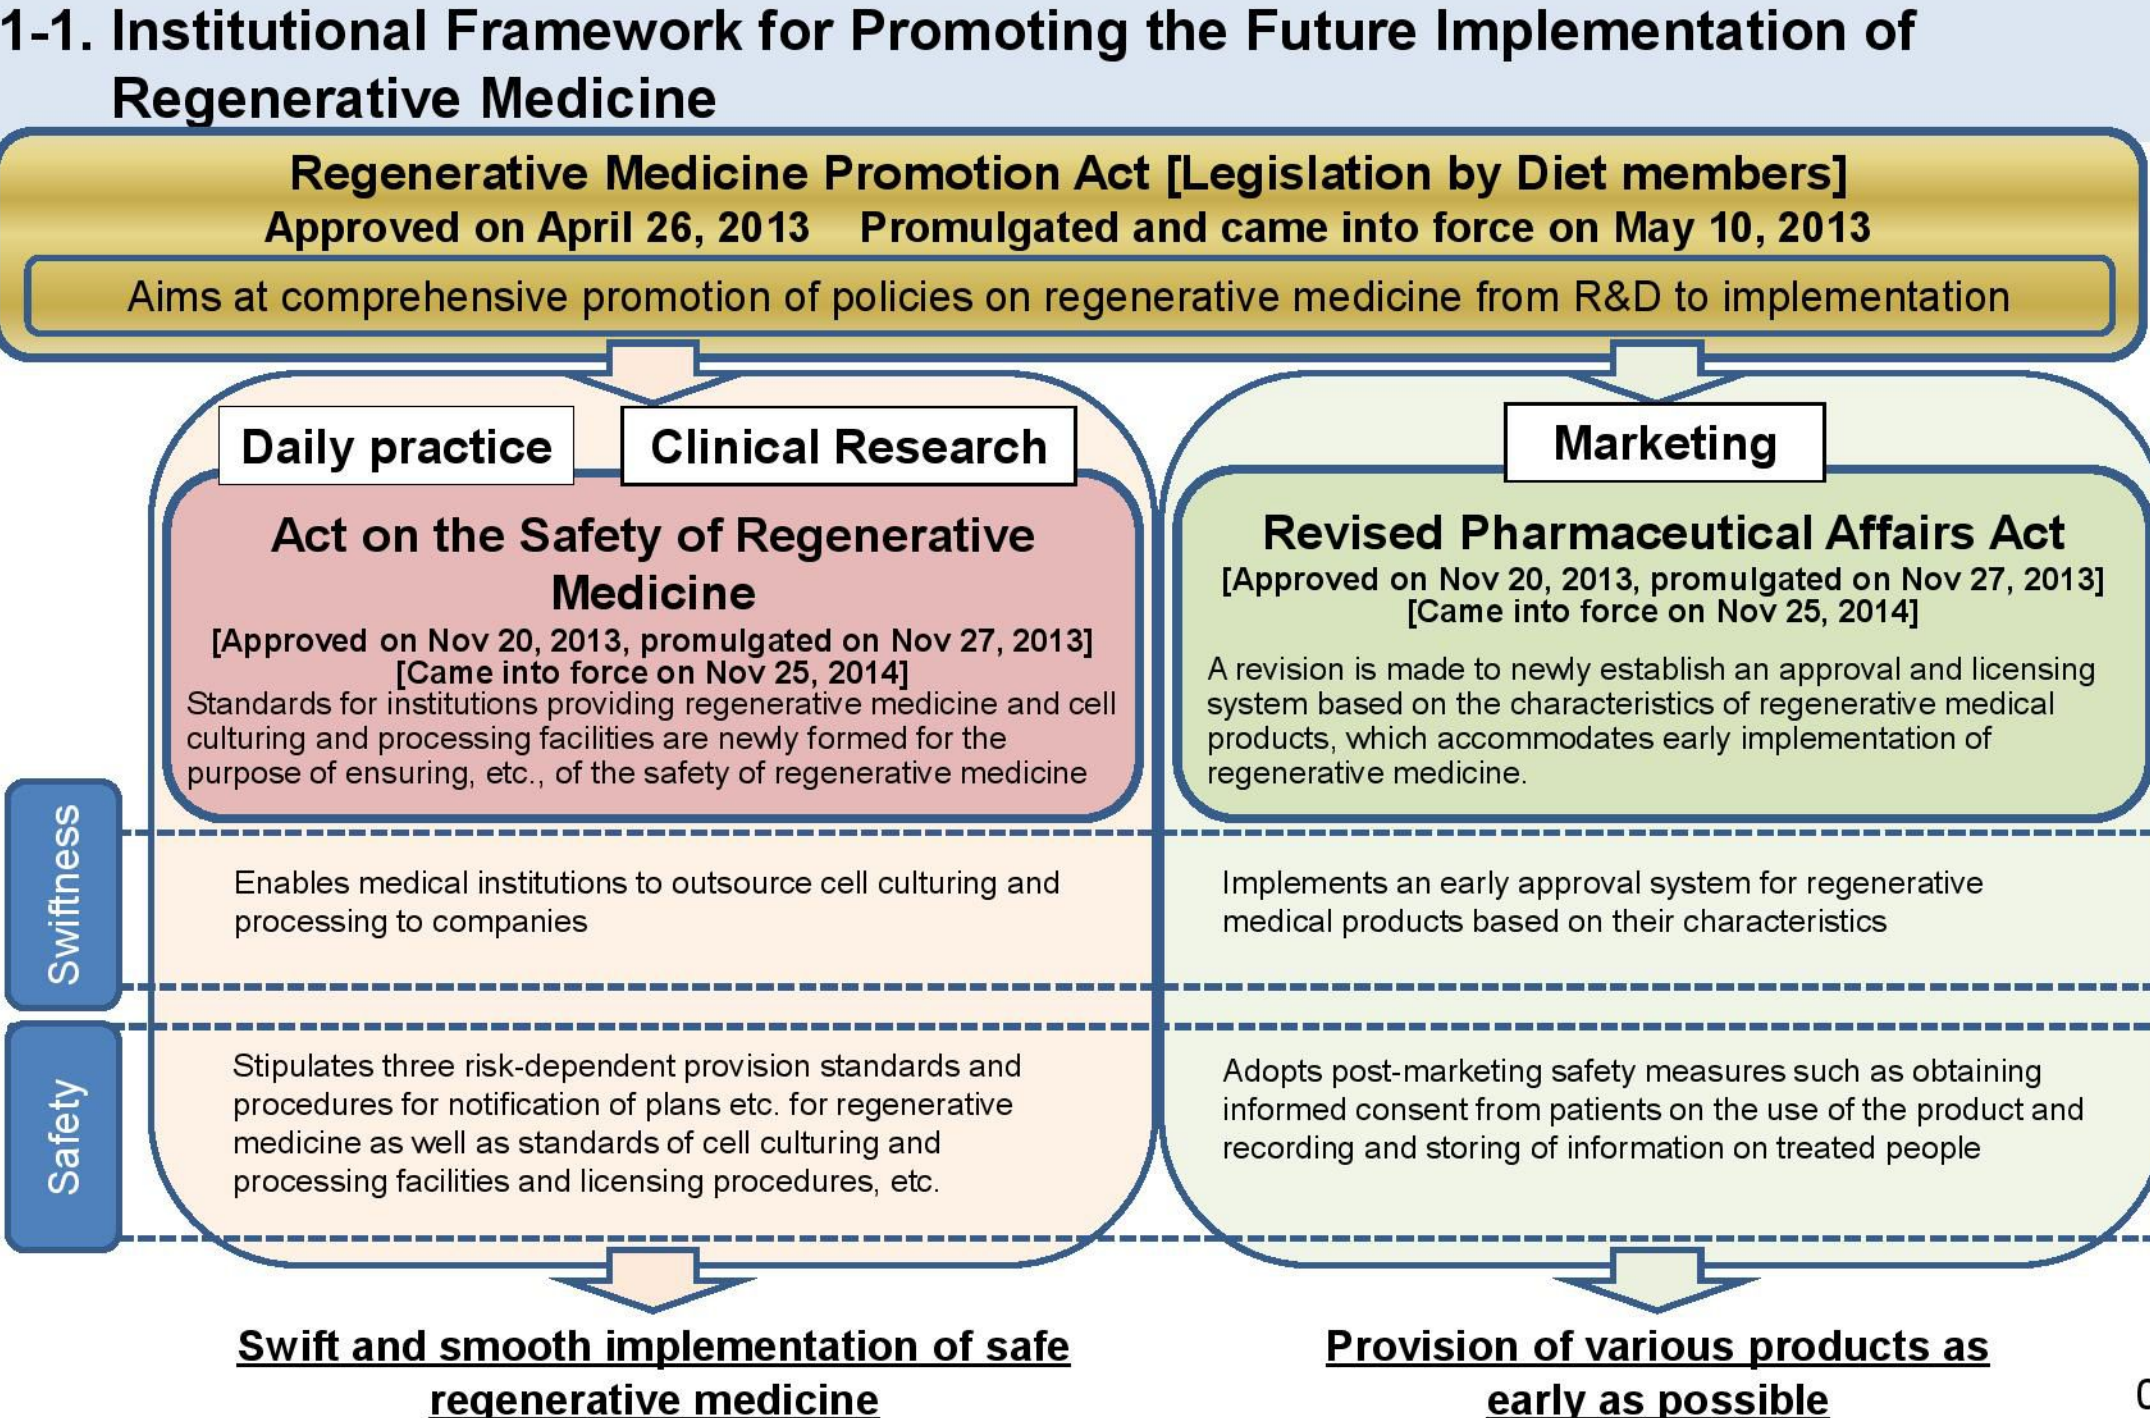 1-1. Institutional Framework for Promoting the Future Implementation of
Regenerative Medicine
Regenerative Medicine Promotion Act [Legislation by Diet members]
Approved on April 26, 2013 Promulgated and came into force on May 10, 2013
Aims at comprehensive promotion of policies on regenerative medicine from R&D to implementation
Daily practice
Clinical Research
Act on the Safety of Regenerative
Medicine
[Approved on Nov 20, 2013, promulgated on Nov 27, 2013]
[Came into force on Nov 25, 2014]
Standards for institutions providing regenerative medicine and cell
culturing and processing facilities are newly formed for the
purpose of ensuring, etc., of the safety of regenerative medicine
Marketing
Revised Pharmaceutical Affairs Act
[Approved on Nov 20, 2013, promulgated on Nov 27, 2013]
[Came into force on Nov 25, 2014]
A revision is made to newly establish an approval and licensing
system based on the characteristics of regenerative medical
products, which accommodates early implementation of
regenerative medicine.
Swiftness
Enables medical institutions to outsource cell culturing and
processing to companies
Implements an early approval system for regenerative
medical products based on their characteristics
Safety
Stipulates three risk-dependent provision standards and
procedures for notification of plans etc. for regenerative
medicine as well as standards of cell culturing and
processing facilities and licensing procedures, etc.
Adopts post-marketing safety measures such as obtaining
informed consent from patients on the use of the product and
recording and storing of information on treated people
Swift and smooth implementation of safe
regenerative medicine
Provision of various products as
early as possible